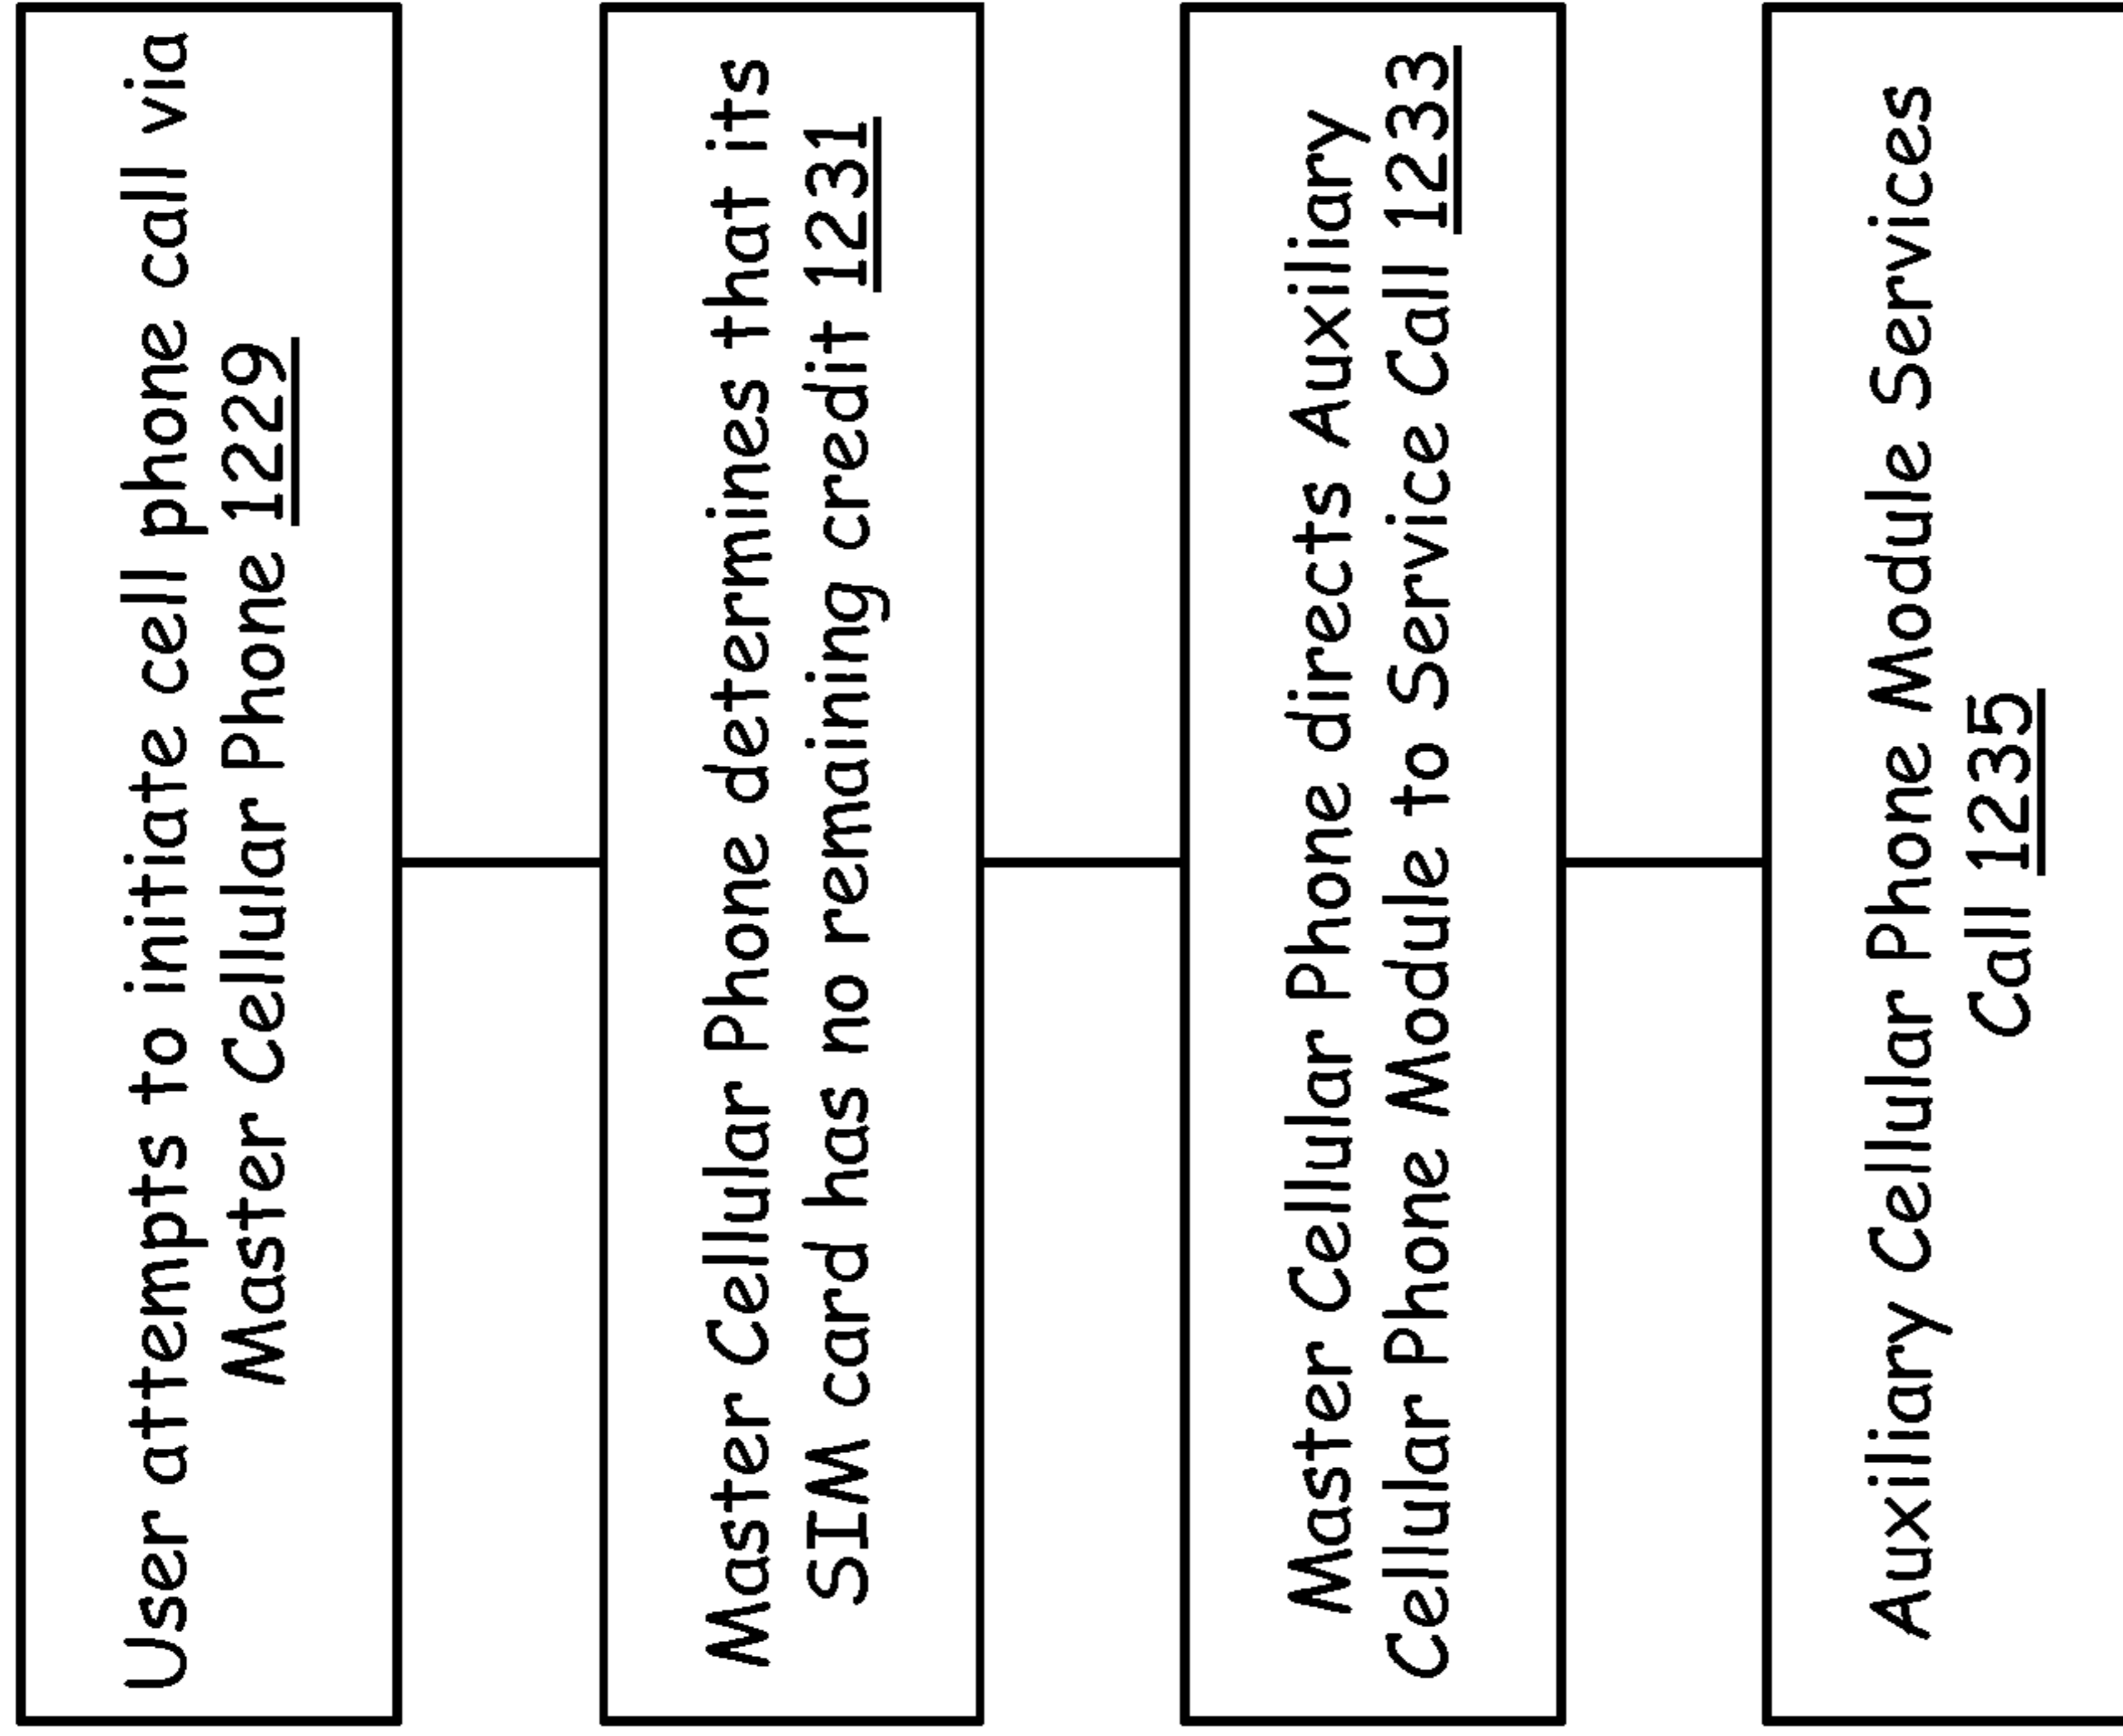 User attempts to initiate cell phone call via
Master Cellular Phone 1229
Master Cellular Phone determines that its
SIM card has no remaining credit 1231
Master Cellular Phone directs Auxiliary
Cellular Phone Module to Service Call 1233
Auxiliary Cellular Phone Module Services
Call 1235